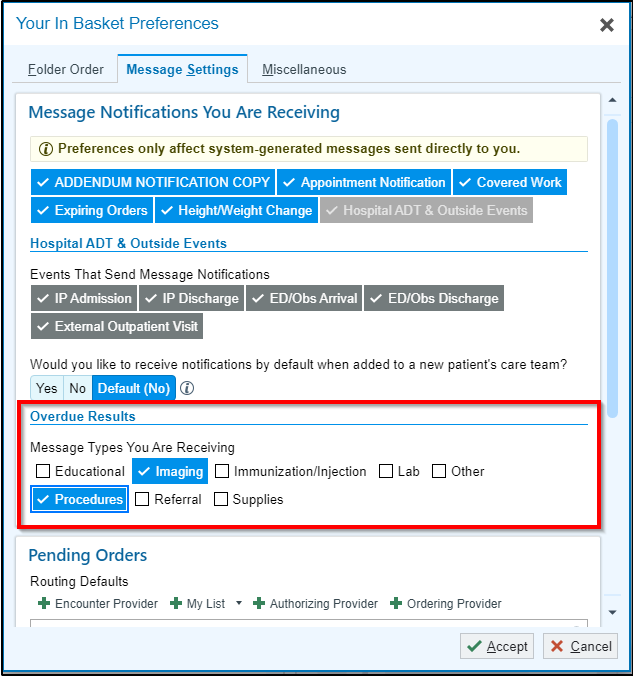 Your In Basket Preferences
Folder Order Message Settings Miscellaneous
Message Notifications You Are Receiving
Preferences only affect system-generated messages sent directly to you.
ADDENDUM NOTIFICATION COPY Appointment Notification Covered Work
Expiring Orders Height/Weight Change Hospital ADT & Outside Events
Hospital ADT & Outside Events
Events That Send Message Notifications
IP Admission IP Discharge ED/Obs Arrival ED/Obs Discharge
External Outpatient Visit
Would you like to receive notifications by default when added to a new patient's care team?
Yes No Default (No)
Overdue Results
Message Types You Are Receiving
Educational Imaging Immunization/Injection Lab Other
Procedures Referral Supplies
Pending Orders
Routing Defaults
Encounter Provider My List Authorizing Provider Ordering Provider
Accept Cancel